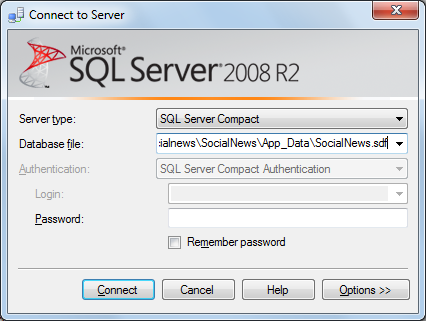 Connect to Server
Microsoft®
SQL Server® 2008 R2
Server type: SQL Server Compact
Database file: :ialnews\SocialNews\App_Data\SocialNews.sdf
Authentication: SQL Server Compact Authentication
Login:
Password:
Remember password
Connect Cancel Help Options >>